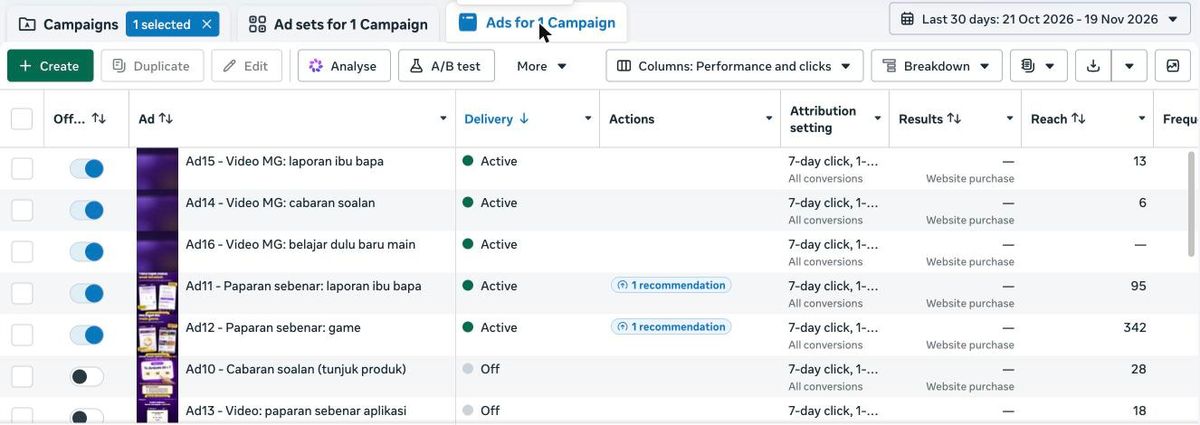 Campaigns 1 selected × Ad sets for 1 Campaign Ads for 1 Campaign Last 30 days: 21 Oct 2026 - 19 Nov 2026
+ Create Duplicate Edit Analyse A/B test More Columns: Performance and clicks Breakdown
Off... Ad Delivery ↓ Actions Attribution setting Results Reach Frequ
Ad15 - Video MG: laporan ibu bapa Active 7-day click, 1-... — 13
All conversions Website purchase
Ad14 - Video MG: cabaran soalan Active 7-day click, 1-... — 6
All conversions Website purchase
Ad16 - Video MG: belajar dulu baru main Active 7-day click, 1-... — —
All conversions Website purchase
Ad11 - Paparan sebenar: laporan ibu bapa Active 1 recommendation 7-day click, 1-... — 95
All conversions Website purchase
Ad12 - Paparan sebenar: game Active 1 recommendation 7-day click, 1-... — 342
All conversions Website purchase
Ad10 - Cabaran soalan (tunjuk produk) Off 7-day click, 1-... — 28
All conversions Website purchase
Ad13 - Video: paparan sebenar aplikasi Off 7-day click, 1-... — 18